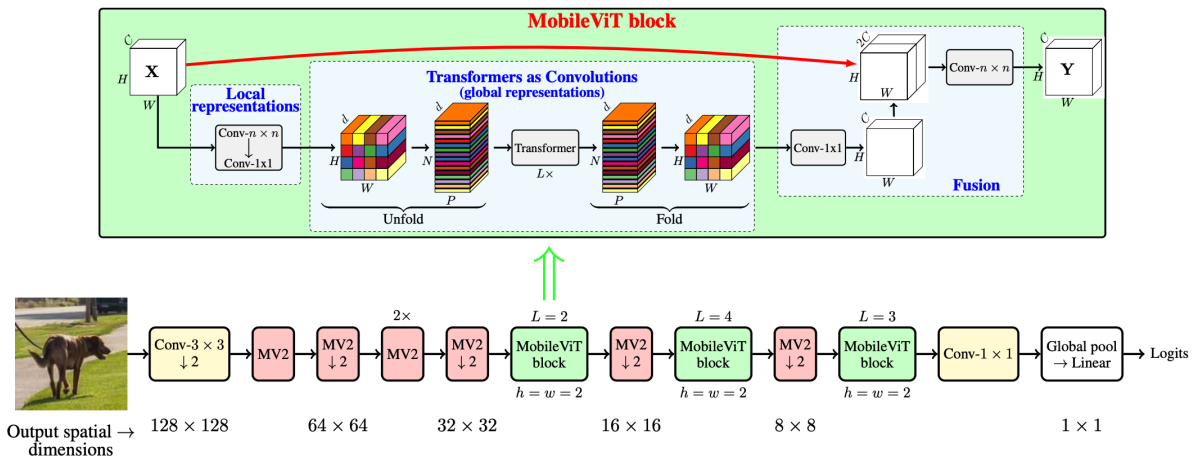 MobileViT block
C
X
H
W
Local
representations
Conv-n × n
Conv-1x1
Transformers as Convolutions
(global representations)
d
H
W
d
N
P
Unfold
Transformer
L×
d
N
P
d
H
W
Fold
Conv-1x1
C
H
W
2C
H
W
Conv-n × n
C
Y
H
W
Fusion
Conv-3 × 3
↓ 2
MV2
MV2
↓ 2
2×
MV2
MV2
↓ 2
L = 2
MobileViT
block
h = w = 2
MV2
↓ 2
L = 4
MobileViT
block
h = w = 2
MV2
↓ 2
L = 3
MobileViT
block
h = w = 2
Conv-1 × 1
Global pool
→ Linear
Logits
Output spatial →
dimensions
128 × 128
64 × 64
32 × 32
16 × 16
8 × 8
1 × 1